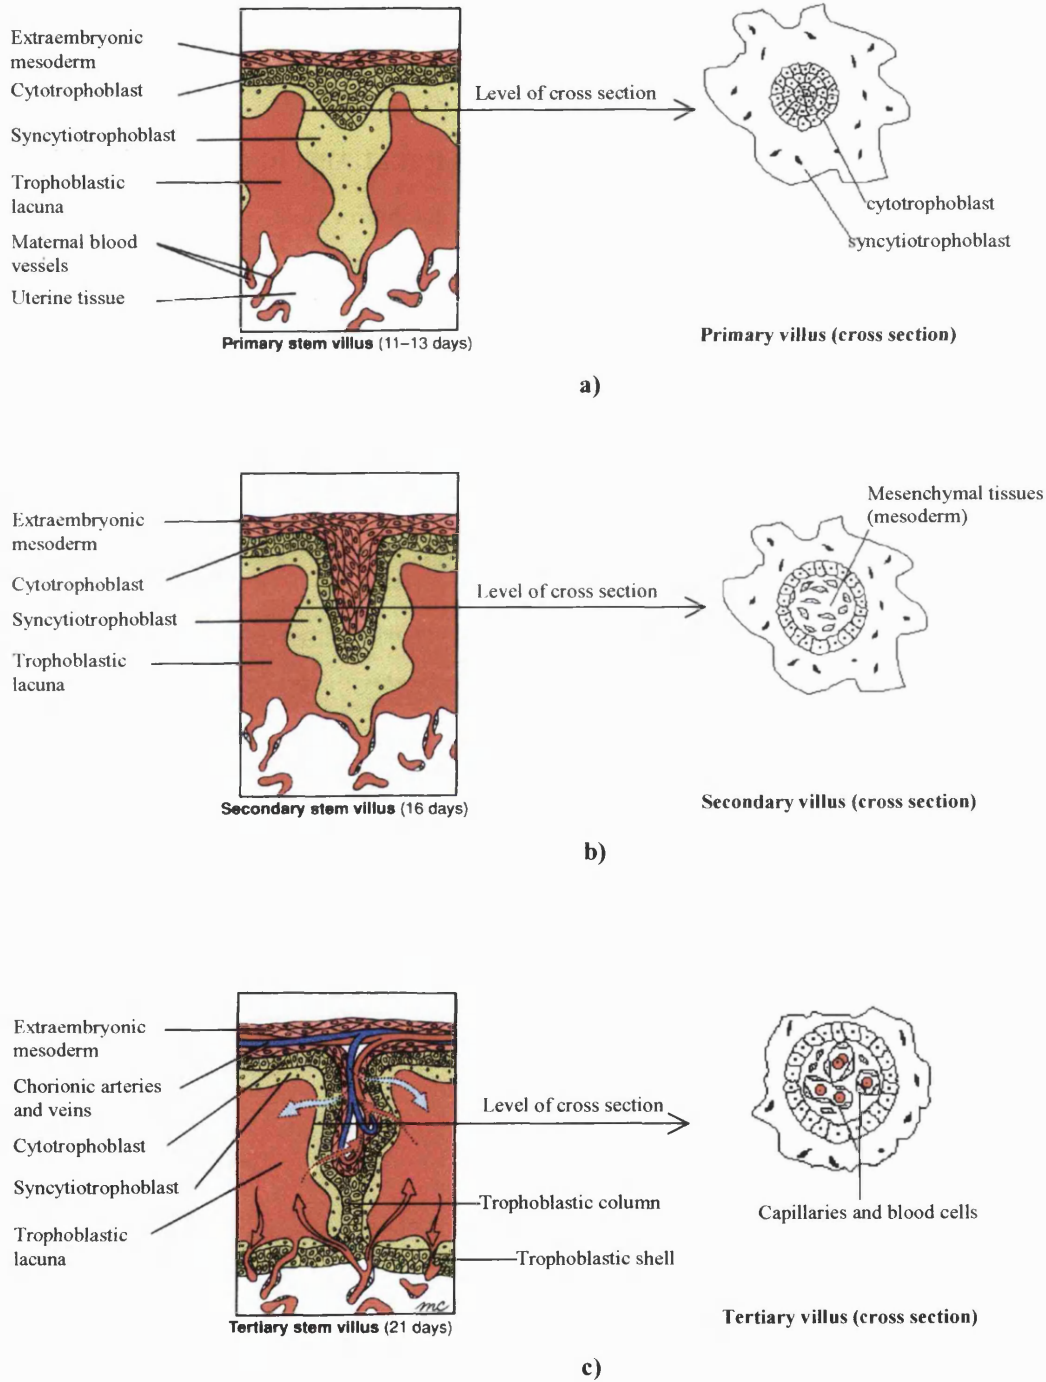 Extraembryonic
mesoderm
Cytotrophoblast
Syncytiotrophoblast
Trophoblastic
lacuna
Maternal blood
vessels
Uterine tissue
Level of cross section
cytotrophoblast
syncytiotrophoblast
Primary stem villus (11–13 days)
Primary villus (cross section)
a)
Extraembryonic
mesoderm
Cytotrophoblast
Syncytiotrophoblast
Trophoblastic
lacuna
Level of cross section
Mesenchymal tissues
(mesoderm)
Secondary stem villus (16 days)
Secondary villus (cross section)
b)
Extraembryonic
mesoderm
Chorionic arteries
and veins
Cytotrophoblast
Syncytiotrophoblast
Trophoblastic
lacuna
Level of cross section
Trophoblastic column
Trophoblastic shell
Capillaries and blood cells
mc
Tertiary stem villus (21 days)
Tertiary villus (cross section)
c)